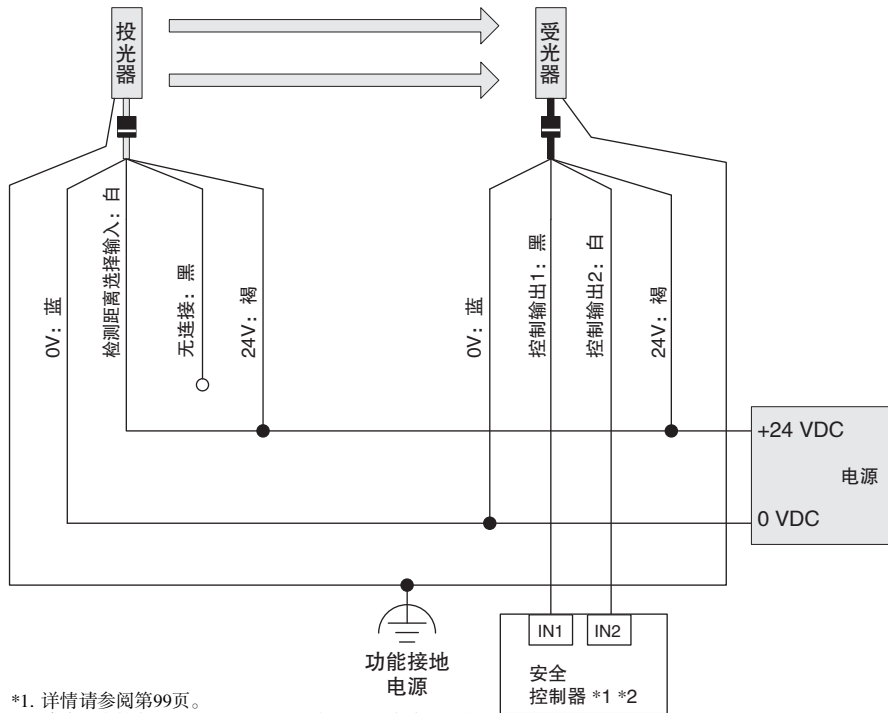 投光器
受光器
0V：蓝
检测距离选择输入：白
无连接：黑
24V：褐
0V：蓝
控制输出1：黑
控制输出2：白
24V：褐
+24 VDC
电源
0 VDC
功能接地
电源
IN1
IN2
安全
控制器 *1 *2
*1. 详情请参阅第99页。